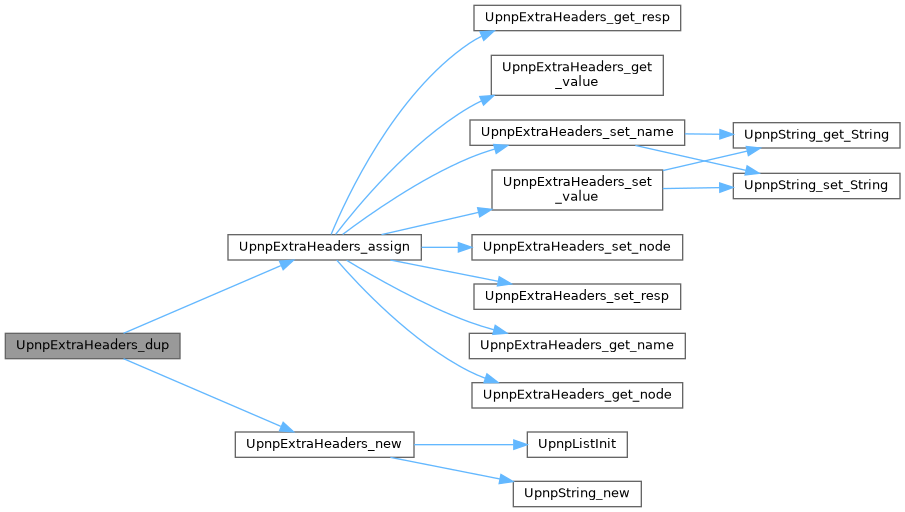 UpnpExtraHeaders_get_resp
UpnpExtraHeaders_get
_value
UpnpExtraHeaders_set_name
UpnpString_get_String
UpnpExtraHeaders_set
_value
UpnpString_set_String
UpnpExtraHeaders_assign
UpnpExtraHeaders_set_node
UpnpExtraHeaders_set_resp
UpnpExtraHeaders_dup
UpnpExtraHeaders_get_name
UpnpExtraHeaders_get_node
UpnpExtraHeaders_new
UpnpListInit
UpnpString_new